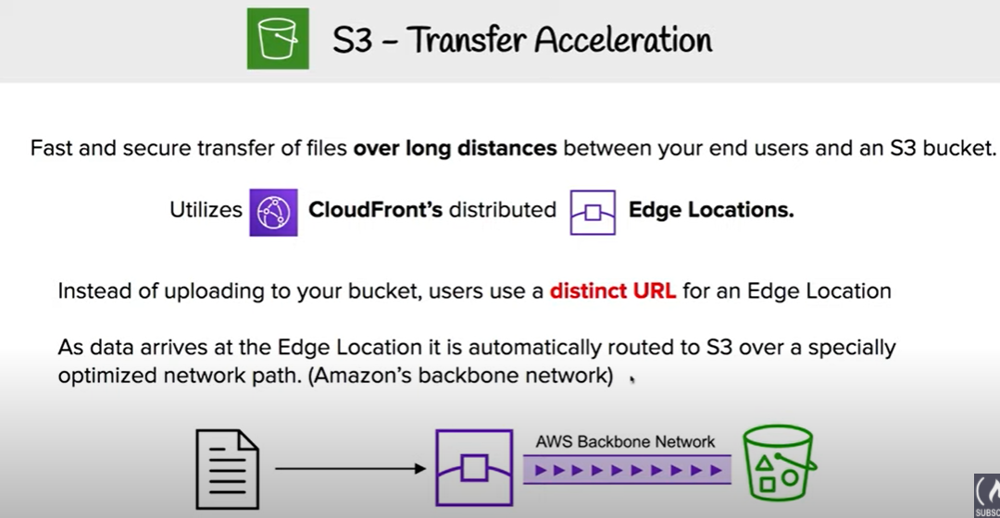 S3 – Transfer Acceleration
Fast and secure transfer of files over long distances between your end users and an S3 bucket.
Utilizes CloudFront's distributed Edge Locations.
Instead of uploading to your bucket, users use a distinct URL for an Edge Location
As data arrives at the Edge Location it is automatically routed to S3 over a specially
optimized network path. (Amazon's backbone network)
AWS Backbone Network